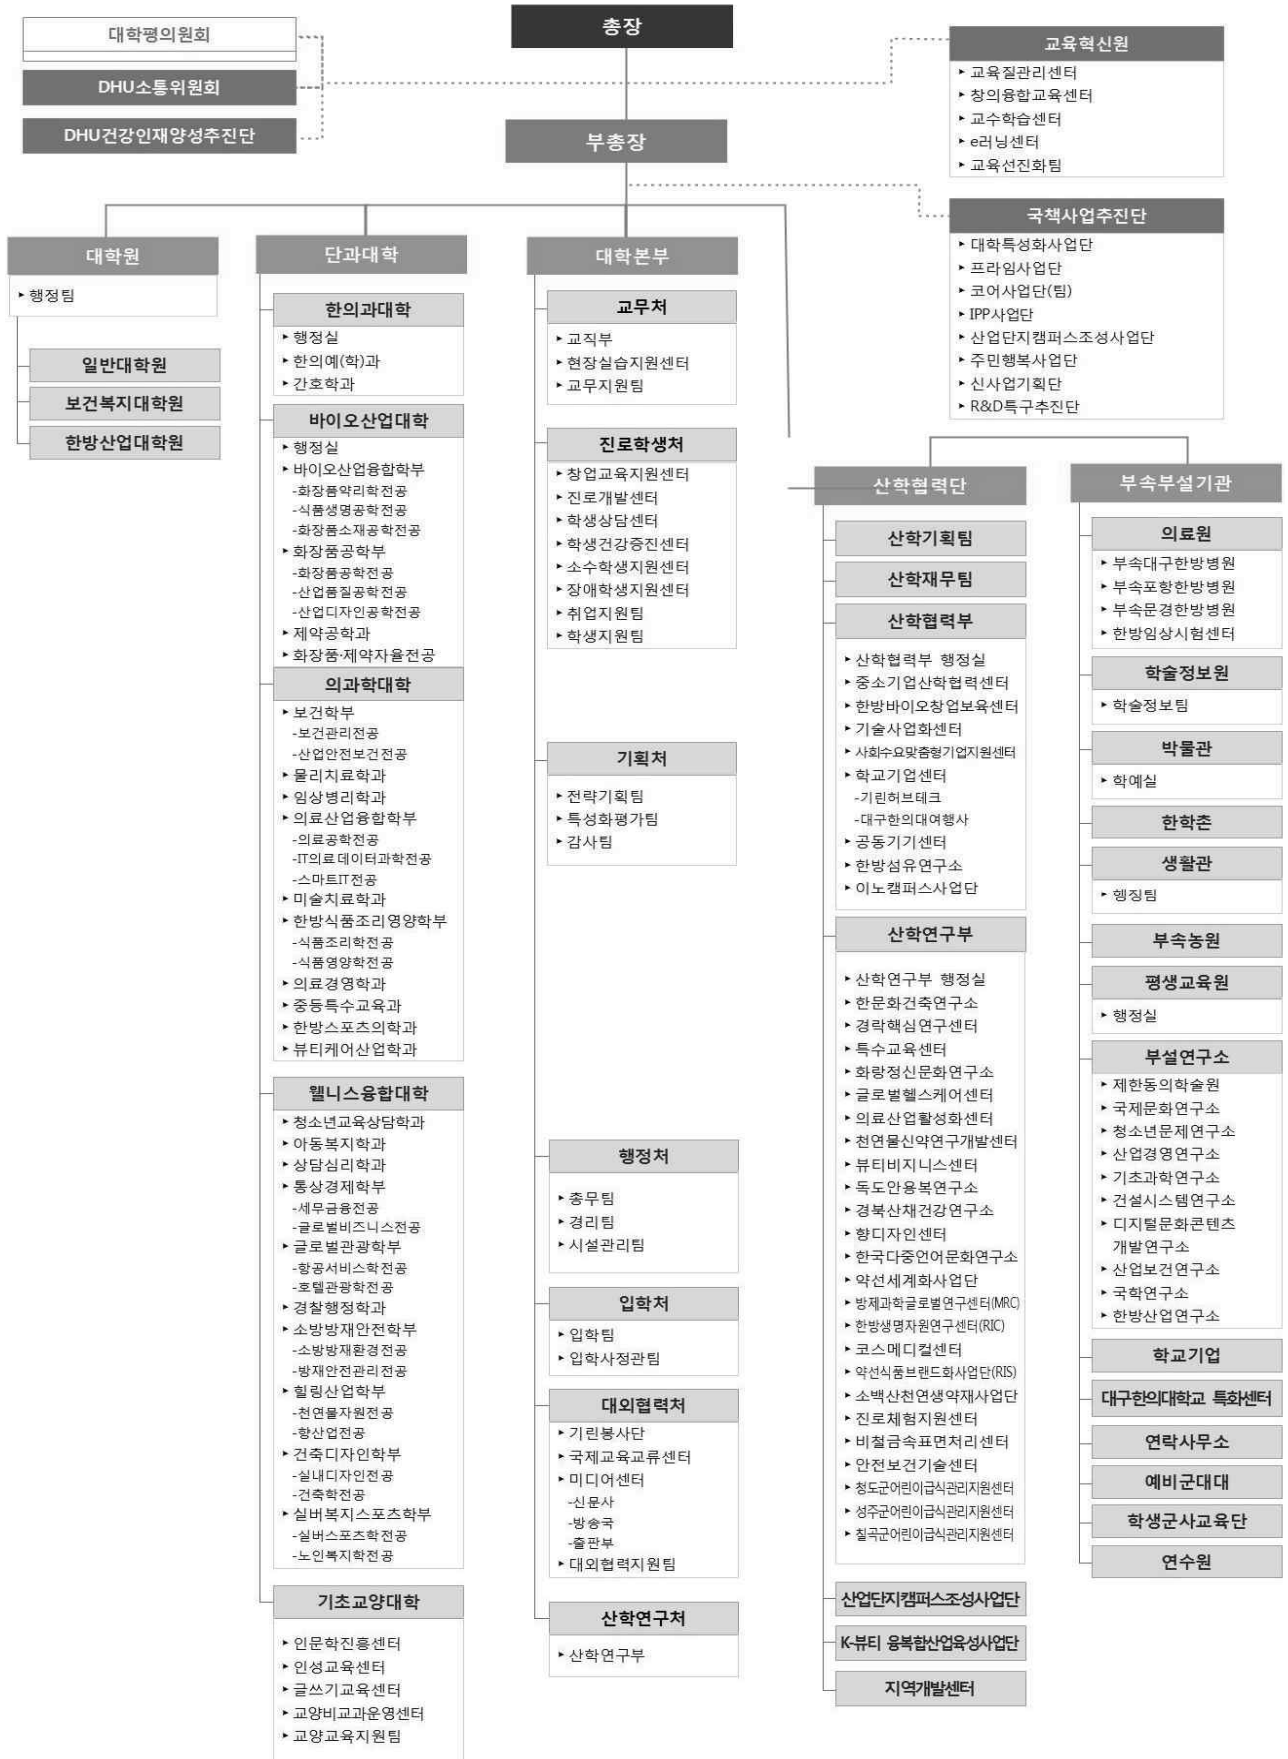 총장
대학평의원회
DHU소통위원회
DHU건강인재양성추진단
부총장
교육혁신원
▸ 교육질관리센터
▸ 창의융합교육센터
▸ 교수학습센터
▸ e러닝센터
▸ 교육선진화팀
국책사업추진단
▸ 대학특성화사업단
▸ 프라임사업단
▸ 코어사업단(팀)
▸ IPP사업단
▸ 산업단지캠퍼스조성사업단
▸ 주민행복사업단
▸ 신사업기획단
▸ R&D특구추진단
대학원
▸ 행정팀
일반대학원
보건복지대학원
한방산업대학원
단과대학
한의과대학
▸ 행정실
▸ 한의예(학)과
▸ 간호학과
바이오산업대학
▸ 행정실
▸ 바이오산업융합학부
-화장품약리학전공
-식품생명공학전공
-화장품소재공학전공
▸ 화장품공학부
-화장품공학전공
-산업품질공학전공
-산업디자인공학전공
▸ 제약공학과
▸ 화장품·제약자율전공
의과학대학
▸ 보건학부
-보건관리전공
-산업안전보건전공
▸ 물리치료학과
▸ 임상병리학과
▸ 의료산업융합학부
-의료공학전공
-IT의료데이터과학전공
-스마트IT전공
▸ 미술치료학과
▸ 한방식품조리영양학부
-식품조리학전공
-식품영양학전공
▸ 의료경영학과
▸ 중등특수교육과
▸ 한방스포츠의학과
▸ 뷰티케어산업학과
웰니스융합대학
▸ 청소년교육상담학과
▸ 아동복지학과
▸ 상담심리학과
▸ 통상경제학부
-세무금융전공
-글로벌비즈니스전공
▸ 글로벌관광학부
-항공서비스학전공
-호텔관광학전공
▸ 경찰행정학과
▸ 소방방재안전학부
-소방방재환경전공
-방재안전관리전공
▸ 힐링산업학부
-천연물자원전공
-향산업전공
▸ 건축디자인학부
-실내디자인전공
-건축학전공
▸ 실버복지스포츠학부
-실버스포츠학전공
-노인복지학전공
기초교양대학
▸ 인문학진흥센터
▸ 인성교육센터
▸ 글쓰기교육센터
▸ 교양비교과운영센터
▸ 교양교육지원팀
대학본부
교무처
▸ 교직부
▸ 현장실습지원센터
▸ 교무지원팀
진로학생처
▸ 창업교육지원센터
▸ 진로개발센터
▸ 학생상담센터
▸ 학생건강증진센터
▸ 소수학생지원센터
▸ 장애학생지원센터
▸ 취업지원팀
▸ 학생지원팀
기획처
▸ 전략기획팀
▸ 특성화평가팀
▸ 감사팀
행정처
▸ 총무팀
▸ 경리팀
▸ 시설관리팀
입학처
▸ 입학팀
▸ 입학사정관팀
대외협력처
▸ 기린봉사단
▸ 국제교육교류센터
▸ 미디어센터
-신문사
-방송국
-출판부
▸ 대외협력지원팀
산학연구처
▸ 산학연구부
산학협력단
산학기획팀
산학재무팀
산학협력부
▸ 산학협력부 행정실
▸ 중소기업산학협력센터
▸ 한방바이오창업보육센터
▸ 기술사업화센터
▸ 사회수요맞춤형기업지원센터
▸ 학교기업센터
-기린허브테크
-대구한의대여행사
▸ 공동기기센터
▸ 한방섬유연구소
▸ 이노캠퍼스사업단
산학연구부
▸ 산학연구부 행정실
▸ 한문화건축연구소
▸ 경락핵심연구센터
▸ 특수교육센터
▸ 화랑정신문화연구소
▸ 글로벌헬스케어센터
▸ 의료산업활성화센터
▸ 천연물신약연구개발센터
▸ 뷰티비지니스센터
▸ 독도안용복연구소
▸ 경북산채건강연구소
▸ 향디자인센터
▸ 한국다중언어문화연구소
▸ 약선세계화사업단
▸ 방제과학글로벌연구센터(MRC)
▸ 한방생명자원연구센터(RIC)
▸ 코스메디컬센터
▸ 약선식품브랜드화사업단(RIS)
▸ 소백산천연생약재사업단
▸ 진로체험지원센터
▸ 비철금속표면처리센터
▸ 안전보건기술센터
▸ 청도군어린이급식관리지원센터
▸ 성주군어린이급식관리지원센터
▸ 칠곡군어린이급식관리지원센터
산업단지캠퍼스조성사업단
K-뷰티 융복합산업육성사업단
지역개발센터
부속부설기관
의료원
▸ 부속대구한방병원
▸ 부속포항한방병원
▸ 부속문경한방병원
▸ 한방임상시험센터
학술정보원
▸ 학술정보팀
박물관
▸ 학예실
한학촌
생활관
▸ 행정팀
부속농원
평생교육원
▸ 행정실
부설연구소
▸ 제한동의학술원
▸ 국제문화연구소
▸ 청소년문제연구소
▸ 산업경영연구소
▸ 기초과학연구소
▸ 건설시스템연구소
▸ 디지털문화콘텐츠
개발연구소
▸ 산업보건연구소
▸ 국학연구소
▸ 한방산업연구소
학교기업
대구한의대학교 특화센터
연락사무소
예비군대대
학생군사교육단
연수원